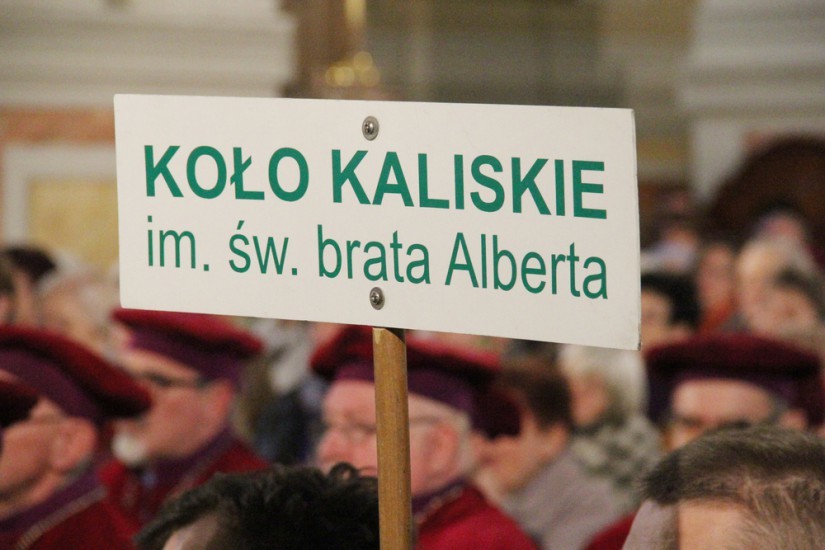 KOŁO KALISKIE
im. św. brata Alberta